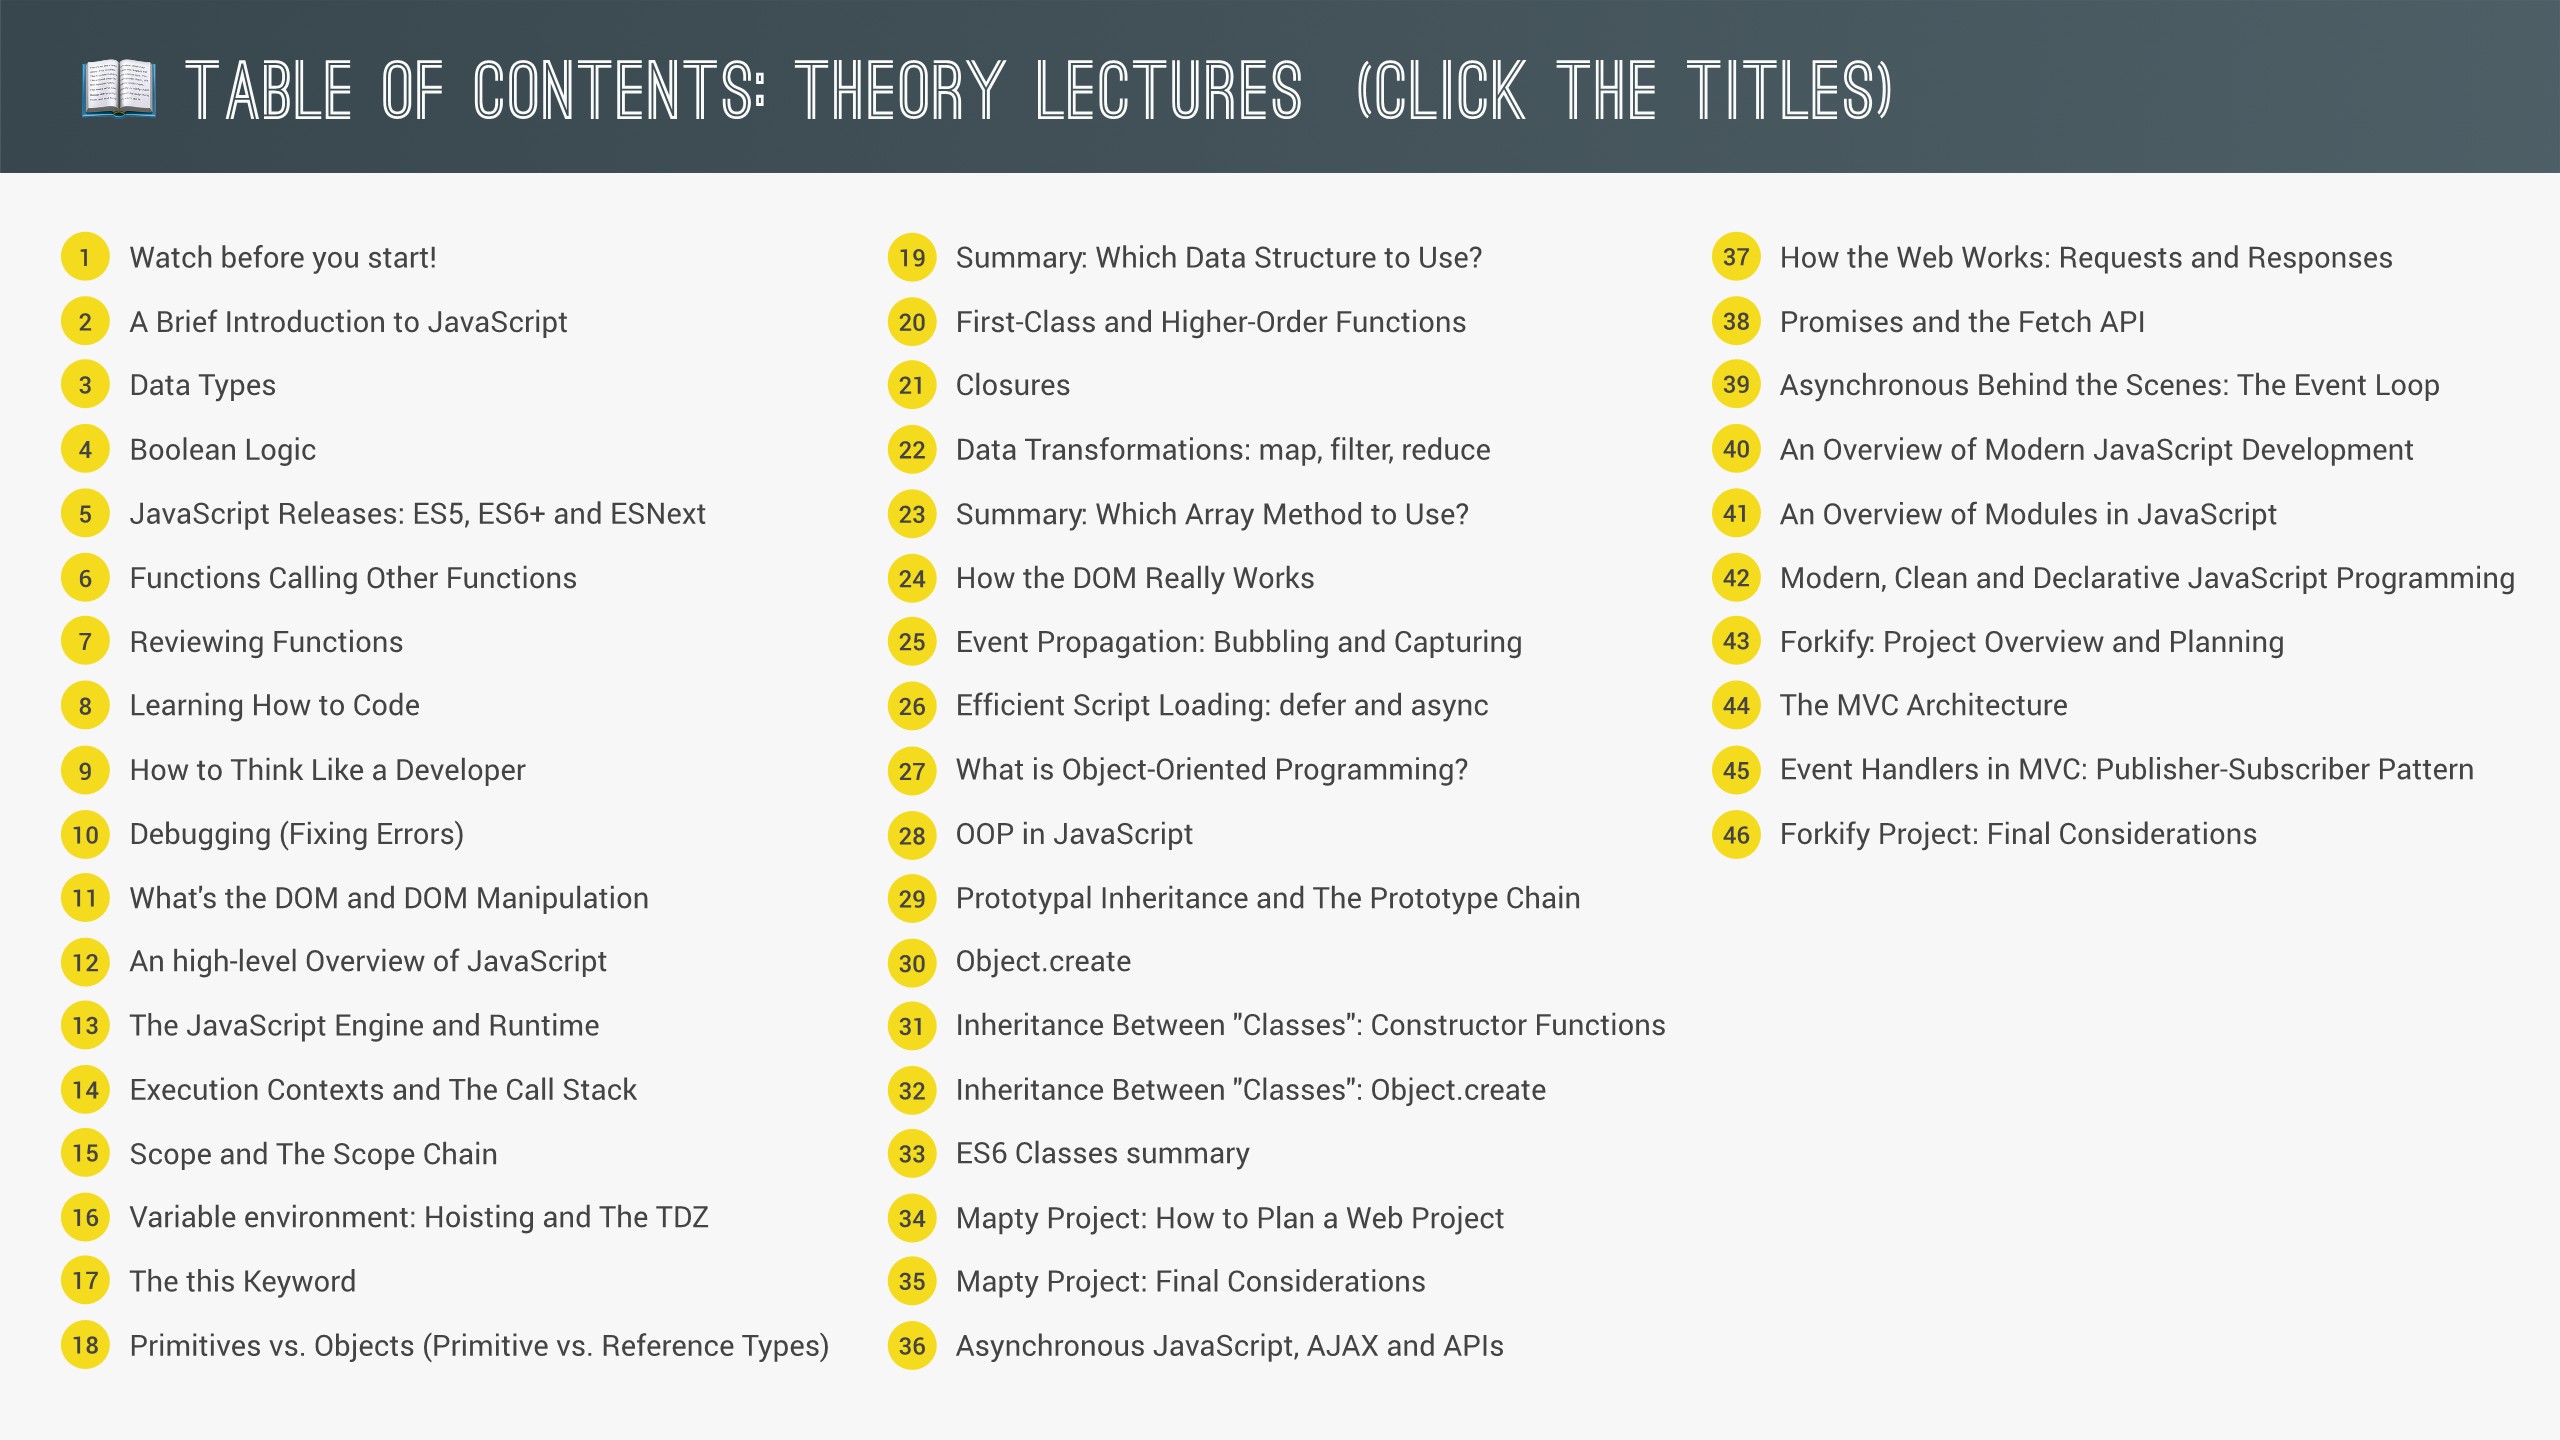 TABLE OF CONTENTS: THEORY LECTURES (CLICK THE TITLES)
1 Watch before you start!
2 A Brief Introduction to JavaScript
3 Data Types
4 Boolean Logic
5 JavaScript Releases: ES5, ES6+ and ESNext
6 Functions Calling Other Functions
7 Reviewing Functions
8 Learning How to Code
9 How to Think Like a Developer
10 Debugging (Fixing Errors)
11 What's the DOM and DOM Manipulation
12 An high-level Overview of JavaScript
13 The JavaScript Engine and Runtime
14 Execution Contexts and The Call Stack
15 Scope and The Scope Chain
16 Variable environment: Hoisting and The TDZ
17 The this Keyword
18 Primitives vs. Objects (Primitive vs. Reference Types)
19 Summary: Which Data Structure to Use?
20 First-Class and Higher-Order Functions
21 Closures
22 Data Transformations: map, filter, reduce
23 Summary: Which Array Method to Use?
24 How the DOM Really Works
25 Event Propagation: Bubbling and Capturing
26 Efficient Script Loading: defer and async
27 What is Object-Oriented Programming?
28 OOP in JavaScript
29 Prototypal Inheritance and The Prototype Chain
30 Object.create
31 Inheritance Between "Classes": Constructor Functions
32 Inheritance Between "Classes": Object.create
33 ES6 Classes summary
34 Mapty Project: How to Plan a Web Project
35 Mapty Project: Final Considerations
36 Asynchronous JavaScript, AJAX and APIs
37 How the Web Works: Requests and Responses
38 Promises and the Fetch API
39 Asynchronous Behind the Scenes: The Event Loop
40 An Overview of Modern JavaScript Development
41 An Overview of Modules in JavaScript
42 Modern, Clean and Declarative JavaScript Programming
43 Forkify: Project Overview and Planning
44 The MVC Architecture
45 Event Handlers in MVC: Publisher-Subscriber Pattern
46 Forkify Project: Final Considerations